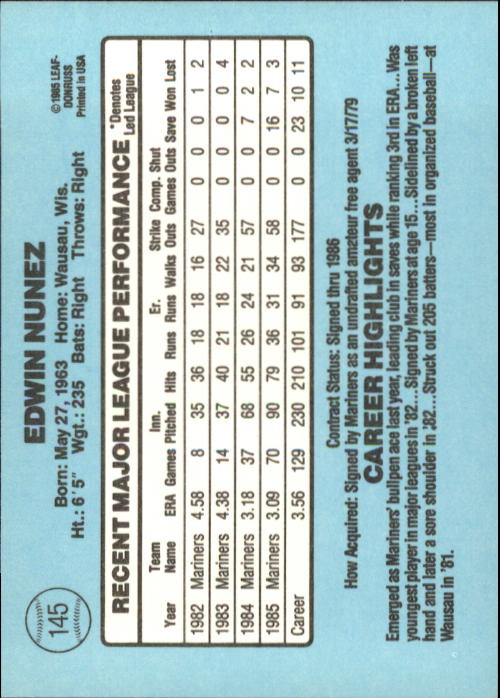 145
EDWIN NUNEZ
Born: May 27, 1963 Home: Wausau, Wis.
Ht.: 6'5" Wgt.: 235 Bats: Right Throws: Right
©1985 LEAF-
DONRUSS
Printed in USA
RECENT MAJOR LEAGUE PERFORMANCE *Denotes
Led League
Team Inn. Er. Strike Comp. Shut
Year Name ERA Games Pitched Hits Runs Runs Walks Outs Games Outs Save Won Lost
1982 Mariners 4.58 8 35 36 18 18 16 27 0 0 0 1 2
1983 Mariners 4.38 14 37 40 21 18 22 35 0 0 0 0 4
1984 Mariners 3.18 37 68 55 26 24 21 57 0 0 7 2 2
1985 Mariners 3.09 70 90 79 36 31 34 58 0 0 16 7 3
Career 3.56 129 230 210 101 91 93 177 0 0 23 10 11
Contract Status: Signed thru 1986
How Acquired: Signed by Mariners as an undrafted amateur free agent 3/17/79
CAREER HIGHLIGHTS
Emerged as Mariners' bullpen ace last year, leading club in saves while ranking 3rd in ERA...Was
youngest player in major leagues in '82....Signed by Mariners at age 15....Sidelined by a broken left
hand and later a sore shoulder in ;82....Struck out 205 batters—most in organized baseball—at
Wausau in '81.